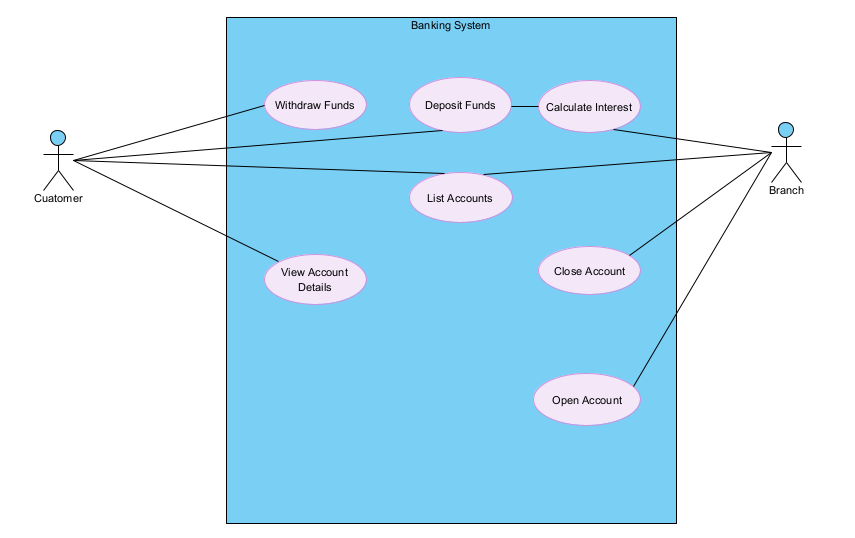 Banking System
Withdraw Funds
Deposit Funds
Calculate Interest
Cuatomer
Branch
List Accounts
View Account
Details
Close Account
Open Account